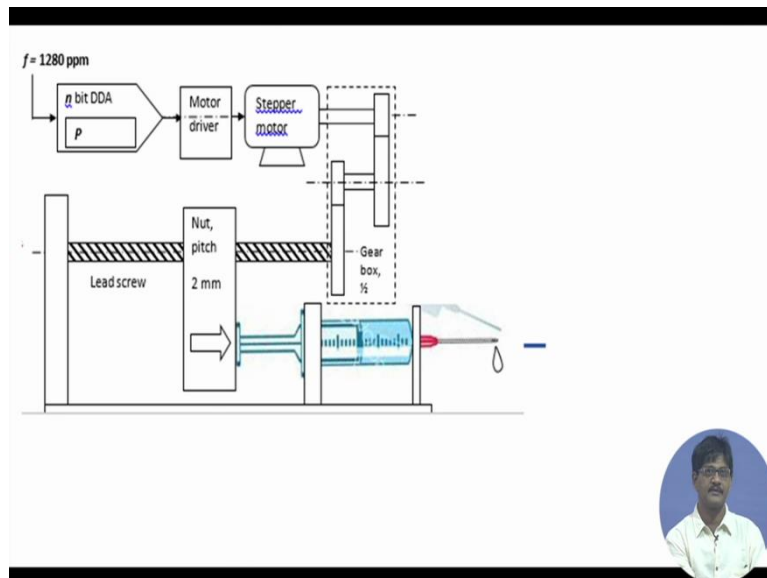 f = 1280 ppm
n bit DDA
P
Motor
driver
Stepper
motor
Nut,
pitch
2 mm
Lead screw
Gear
box,
½